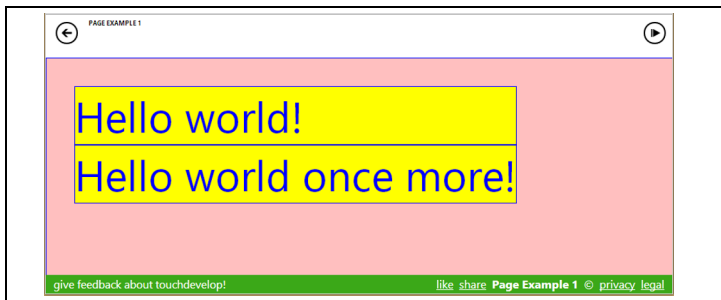 PAGE EXAMPLE 1
Hello world!
Hello world once more!
give feedback about touchdevelop! like share Page Example 1 © privacy legal